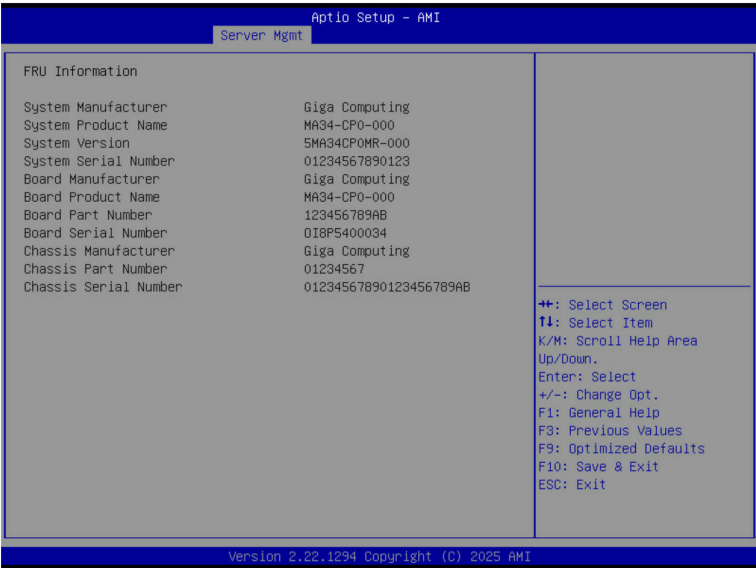 Aptio Setup – AMI
Server Mgmt
FRU Information
System Manufacturer Giga Computing
System Product Name MA34-CP0-000
System Version 5MA34CP0MR-000
System Serial Number 01234567890123
Board Manufacturer Giga Computing
Board Product Name MA34-CP0-000
Board Part Number 123456789AB
Board Serial Number OI8P5400034
Chassis Manufacturer Giga Computing
Chassis Part Number 01234567
Chassis Serial Number 01234567890123456789AB
→←: Select Screen
↑↓: Select Item
K/M: Scroll Help Area
Up/Down.
Enter: Select
+/-: Change Opt.
F1: General Help
F3: Previous Values
F9: Optimized Defaults
F10: Save & Exit
ESC: Exit
Version 2.22.1294 Copyright (C) 2025 AMI